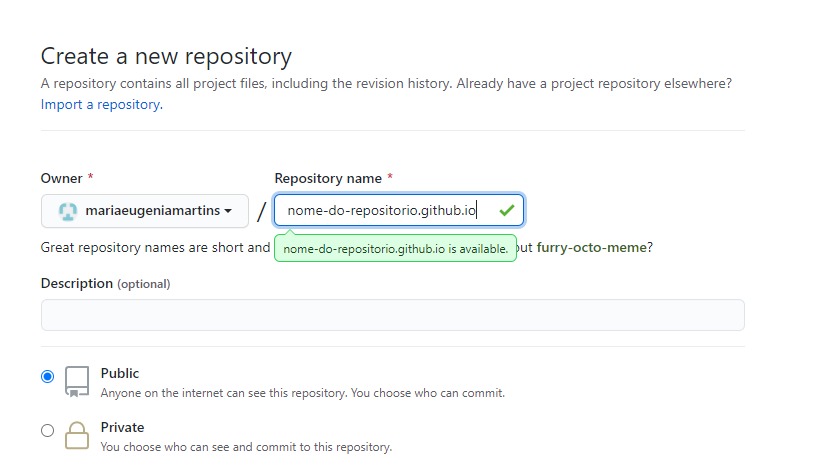 Create a new repository
A repository contains all project files, including the revision history. Already have a project repository elsewhere?
Import a repository.
Owner * Repository name *
mariaeugeniamartins / nome-do-repositorio.github.io
Great repository names are short and out furry-octo-meme?
nome-do-repositorio.github.io is available.
Description (optional)
Public
Anyone on the internet can see this repository. You choose who can commit.
Private
You choose who can see and commit to this repository.